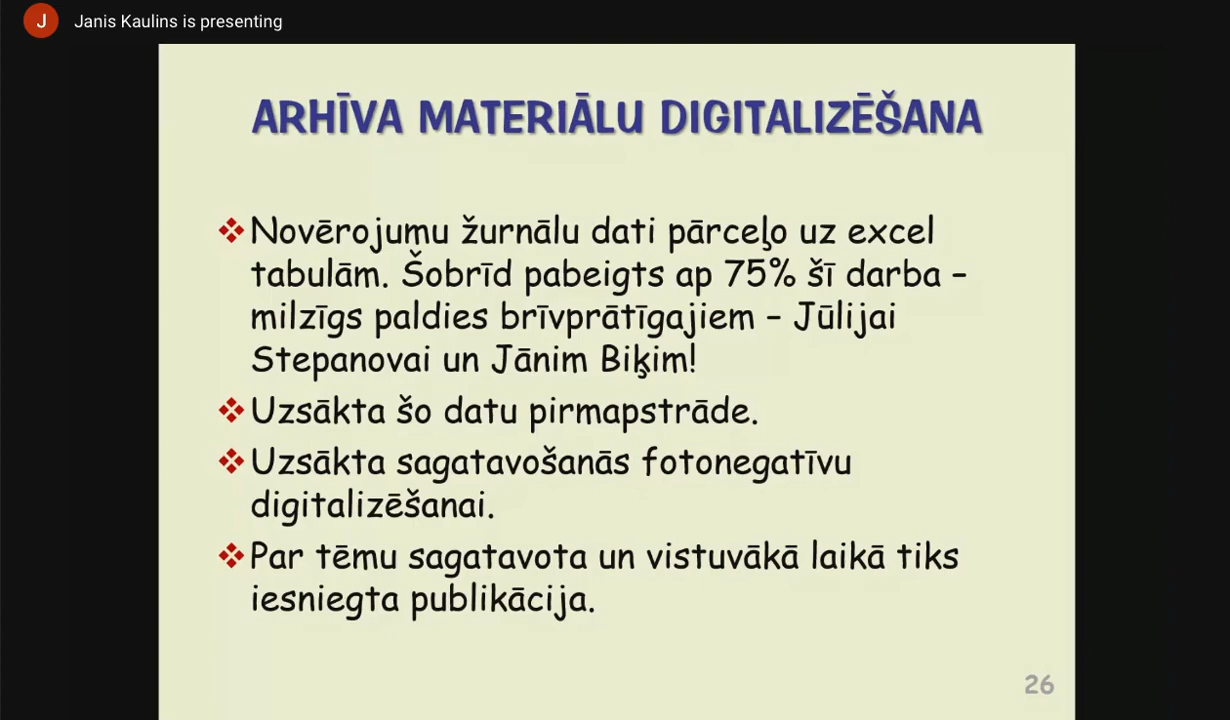 J
Janis Kaulins is presenting
ARHĪVA MATERIĀLU DIGITALIZĒŠANA
Novērojumu žurnālu dati pārceļo uz excel
tabulām. Šobrīd pabeigts ap 75% šī darba –
milzīgs paldies brīvprātīgajiem – Jūlijai
Stepanovai un Jānim Biķim!
Uzsākta šo datu pirmapstrāde.
Uzsākta sagatavošanās fotonegatīvu
digitalizēšanai.
Par tēmu sagatavota un vistuvākā laikā tiks
iesniegta publikācija.
26